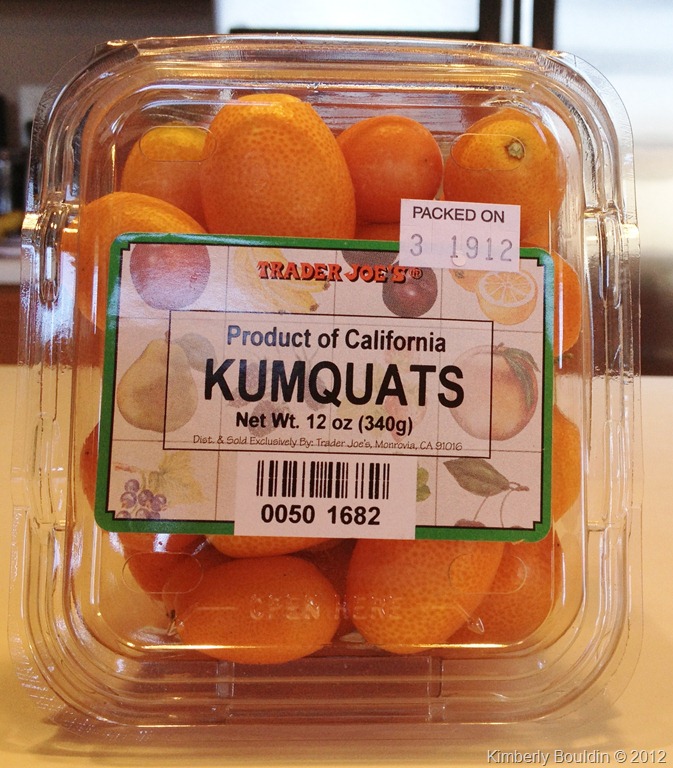 PACKED ON
3 1912
TRADER JOE'S®
Product of California
KUMQUATS
Net Wt. 12 oz (340g)
Dist. & Sold Exclusively By: Trader Joe's, Monrovia, CA 91016
0050 1682
OPEN HERE
Kimberly Bouldin © 2012